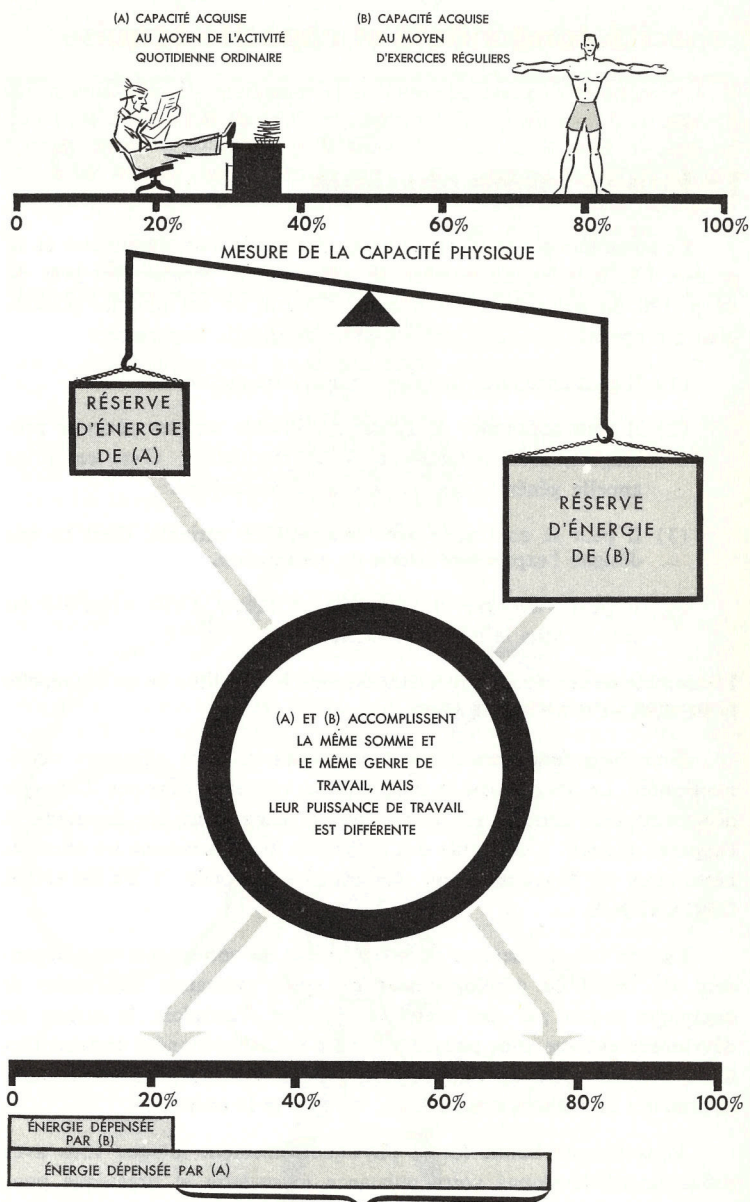 (A) CAPACITÉ ACQUISE
AU MOYEN DE L'ACTIVITÉ
QUOTIDIENNE ORDINAIRE
(B) CAPACITÉ ACQUISE
AU MOYEN
D'EXERCICES RÉGULIERS
0 20% 40% 60% 80% 100%
MESURE DE LA CAPACITÉ PHYSIQUE
RÉSERVE
D'ÉNERGIE
DE (A)
RÉSERVE
D'ÉNERGIE
DE (B)
(A) ET (B) ACCOMPLISSENT
LA MÊME SOMME ET
LE MÊME GENRE DE
TRAVAIL, MAIS
LEUR PUISSANCE DE TRAVAIL
EST DIFFÉRENTE
0 20% 40% 60% 80% 100%
ÉNERGIE DÉPENSÉE
PAR (B)
ÉNERGIE DÉPENSÉE PAR (A)